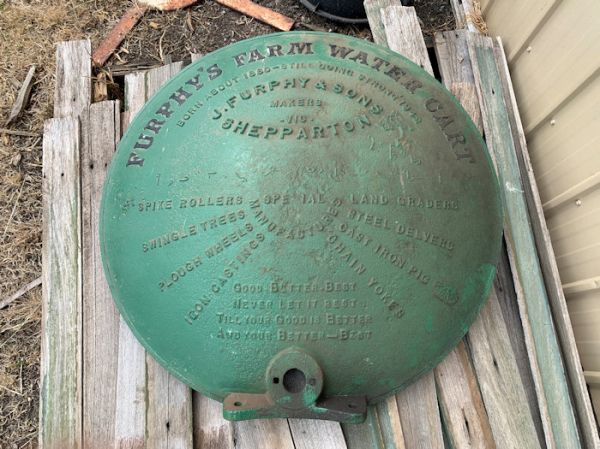 FURPHY'S FARM WATER CART
BORN ABOUT 1880 · STILL GOING STRONG
J. FURPHY & SONS
MAKERS
- VIC -
SHEPPARTON
SPIKE ROLLERS SPECIAL LAND GRADERS
SWINGLE TREES STEEL DELVERS
PLOUGH WHEELS MANUFACTURE CAST IRON PIG
IRON CASTINGS CHAIN YOKES
GOOD BETTER BEST
NEVER LET IT REST
TILL YOUR GOOD IS BETTER
AND YOUR BETTER—BEST